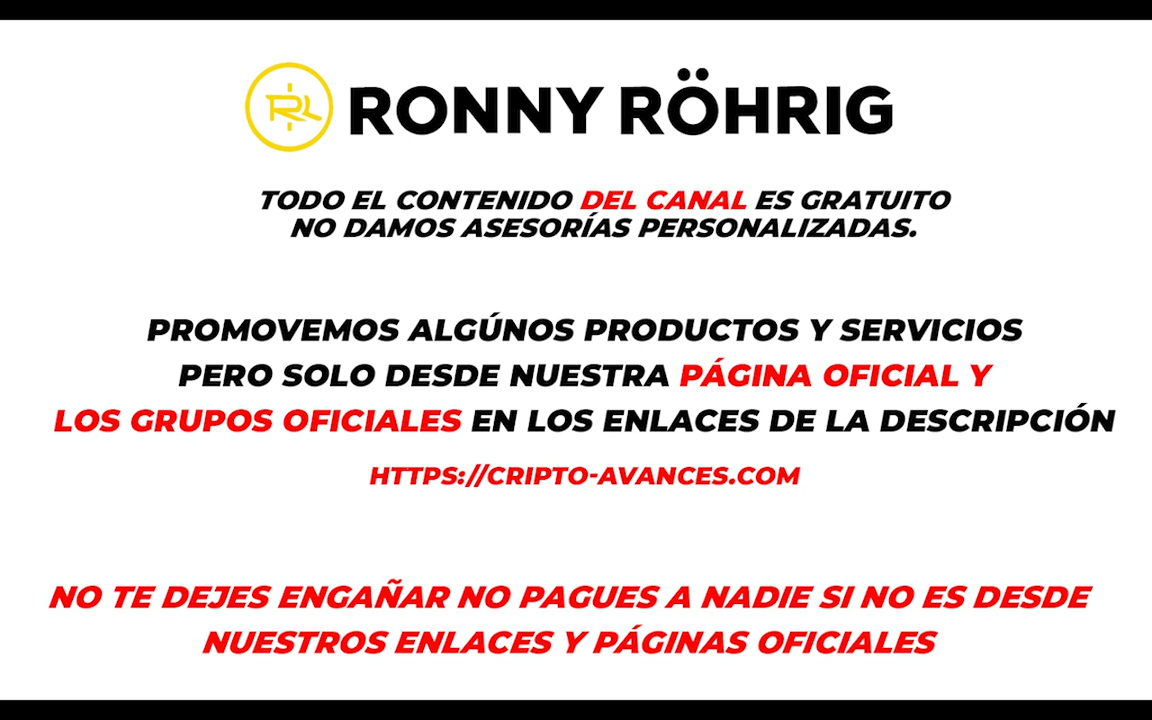 RONNY RÖHRIG
TODO EL CONTENIDO DEL CANAL ES GRATUITO
NO DAMOS ASESORÍAS PERSONALIZADAS.
PROMOVEMOS ALGÚNOS PRODUCTOS Y SERVICIOS
PERO SOLO DESDE NUESTRA PÁGINA OFICIAL Y
LOS GRUPOS OFICIALES EN LOS ENLACES DE LA DESCRIPCIÓN
HTTPS://CRIPTO-AVANCES.COM
NO TE DEJES ENGAÑAR NO PAGUES A NADIE SI NO ES DESDE
NUESTROS ENLACES Y PÁGINAS OFICIALES